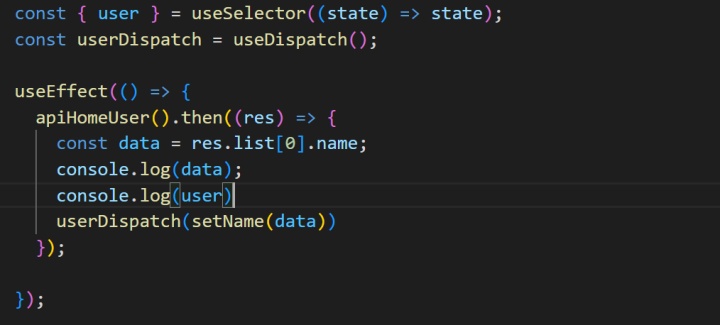 const { user } = useSelector((state) => state);
const userDispatch = useDispatch();
useEffect(() => {
apiHomeUser().then((res) => {
const data = res.list[0].name;
console.log(data);
console.log(user)
userDispatch(setName(data))
});
});